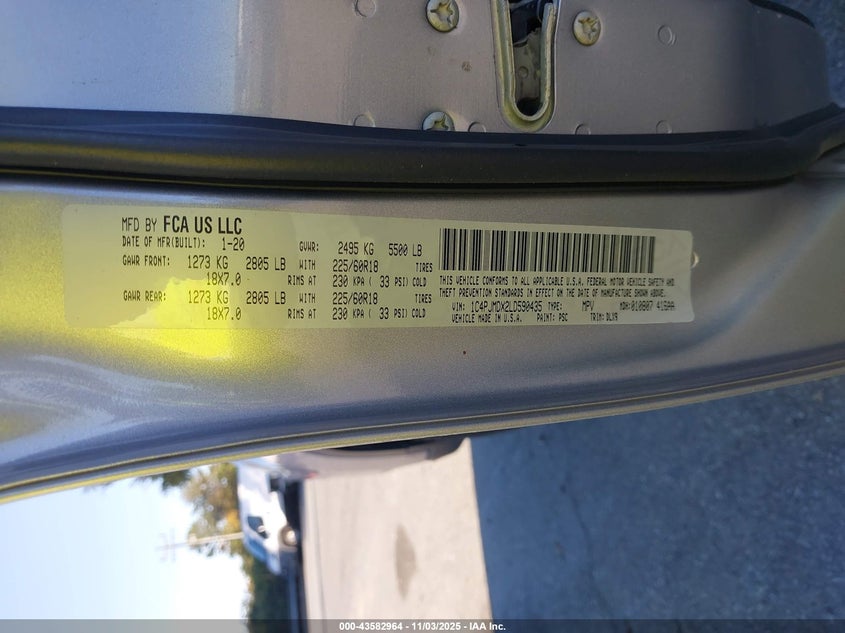 MFD BY FCA US LLC
DATE OF MFR(BUILT): 1-20 GVWR: 2495 KG 5500 LB
GAWR FRONT: 1273 KG 2805 LB WITH 225/60R18 TIRES
18X7.0 RIMS AT 230 KPA ( 33 PSI) COLD
GAWR REAR: 1273 KG 2805 LB WITH 225/60R18 TIRES
18X7.0 RIMS AT 230 KPA ( 33 PSI) COLD
THIS VEHICLE CONFORMS TO ALL APPLICABLE U.S.A. FEDERAL MOTOR VEHICLE SAFETY AND
THEFT PREVENTION STANDARDS IN EFFECT ON THE DATE OF MANUFACTURE SHOWN ABOVE.
VIN: 1C4PJMDX2LD590435 TYPE: MPV MDH: 010807 415AA
VEHICLE MADE IN U.S.A. PAINT: PSC TRIM: DLX9
000-43582964 - 11/03/2025 - IAA Inc.